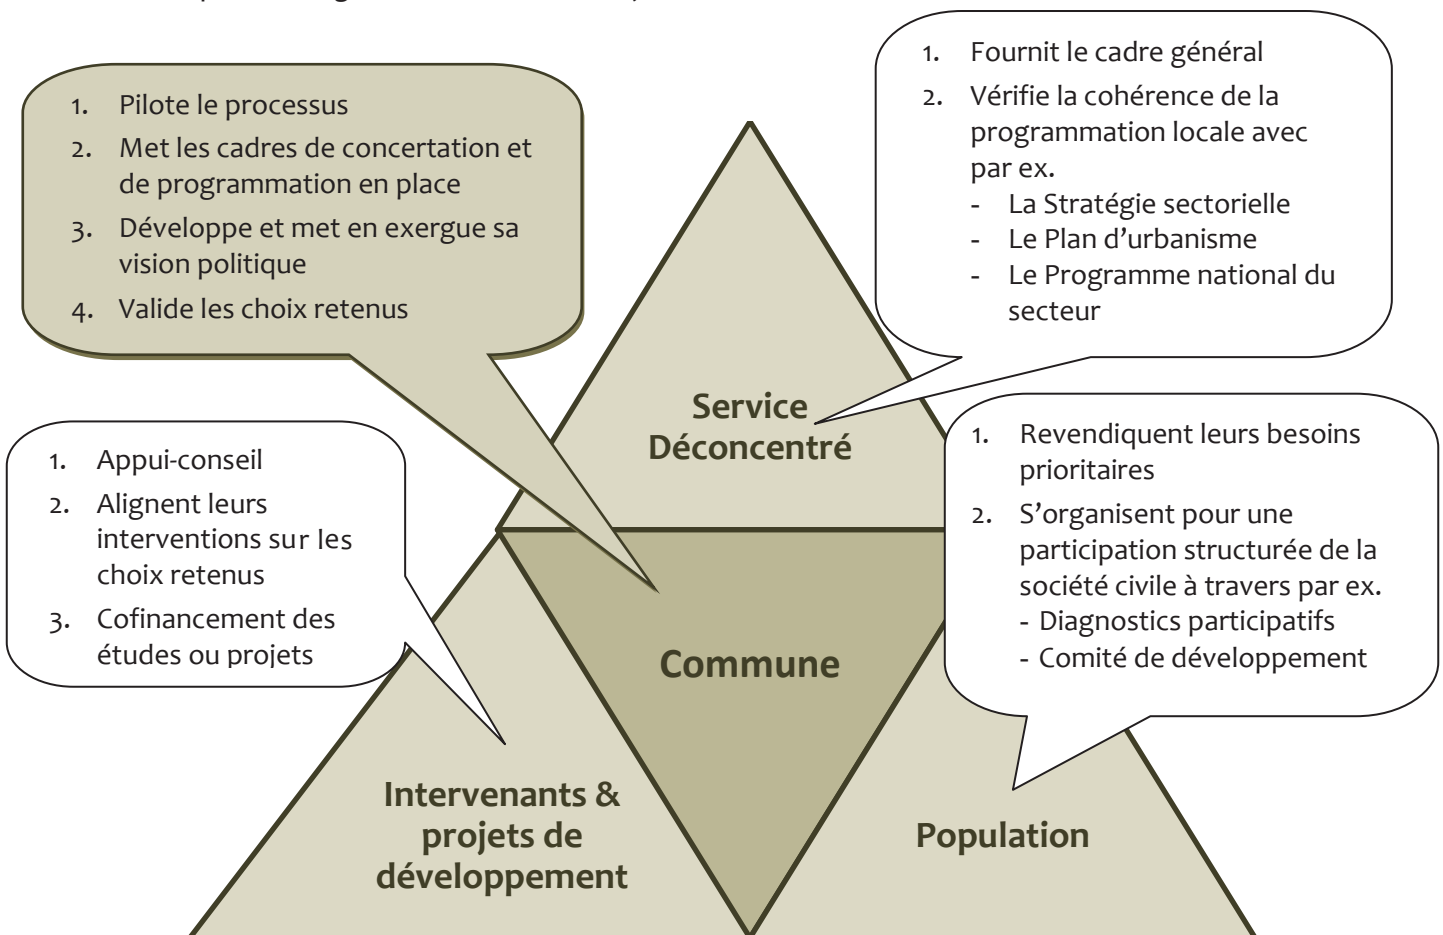 1. Pilote le processus
2. Met les cadres de concertation et
de programmation en place
3. Développe et met en exergue sa
vision politique
4. Valide les choix retenus
1. Fournit le cadre général
2. Vérifie la cohérence de la
programmation locale avec
par ex.
- La Stratégie sectorielle
- Le Plan d’urbanisme
- Le Programme national du
secteur
Service
Déconcentré
1. Appui-conseil
2. Alignent leurs
interventions sur les
choix retenus
3. Cofinancement des
études ou projets
1. Revendiquent leurs besoins
prioritaires
2. S’organisent pour une
participation structurée de la
société civile à travers par ex.
- Diagnostics participatifs
- Comité de développement
Commune
Intervenants &
projets de
développement
Population